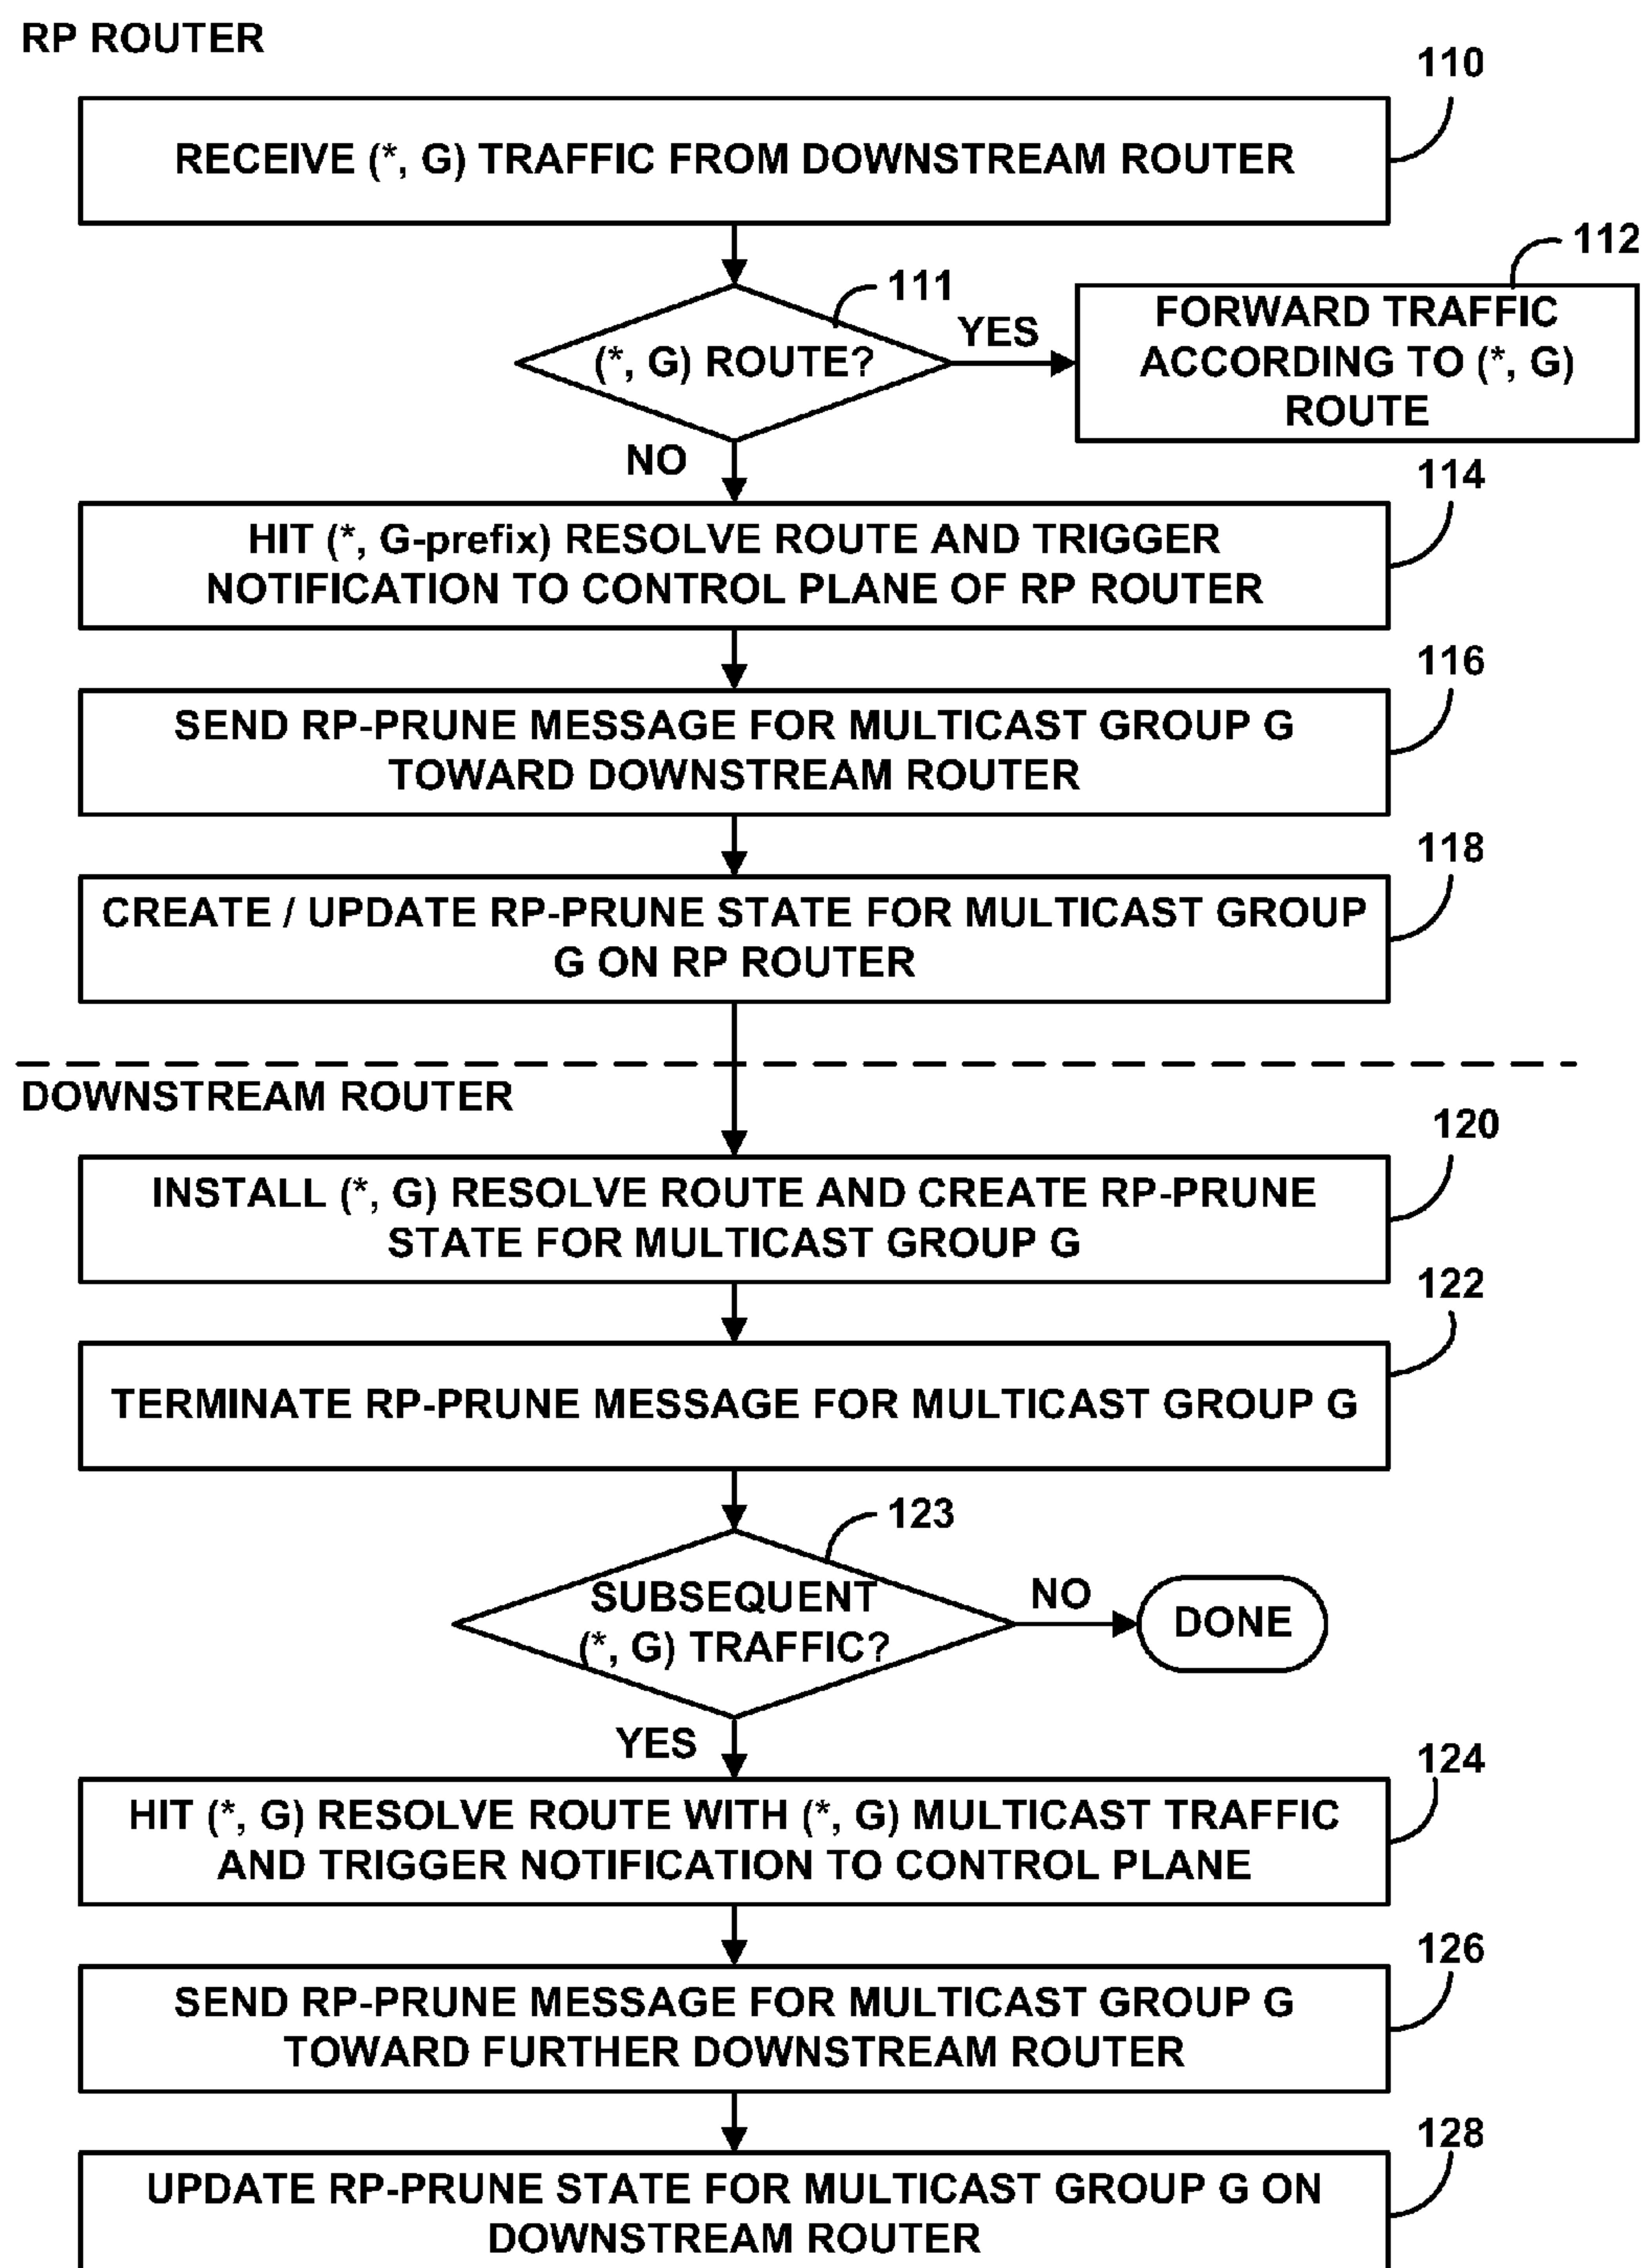 RP ROUTER
110
RECEIVE (*, G) TRAFFIC FROM DOWNSTREAM ROUTER
112
111
(*, G) ROUTE?
YES
FORWARD TRAFFIC
ACCORDING TO (*, G)
ROUTE
NO
114
HIT (*, G-prefix) RESOLVE ROUTE AND TRIGGER
NOTIFICATION TO CONTROL PLANE OF RP ROUTER
116
SEND RP-PRUNE MESSAGE FOR MULTICAST GROUP G
TOWARD DOWNSTREAM ROUTER
118
CREATE / UPDATE RP-PRUNE STATE FOR MULTICAST GROUP
G ON RP ROUTER
DOWNSTREAM ROUTER
120
INSTALL (*, G) RESOLVE ROUTE AND CREATE RP-PRUNE
STATE FOR MULTICAST GROUP G
122
TERMINATE RP-PRUNE MESSAGE FOR MULTICAST GROUP G
123
SUBSEQUENT
(*, G) TRAFFIC?
NO
DONE
YES
124
HIT (*, G) RESOLVE ROUTE WITH (*, G) MULTICAST TRAFFIC
AND TRIGGER NOTIFICATION TO CONTROL PLANE
126
SEND RP-PRUNE MESSAGE FOR MULTICAST GROUP G
TOWARD FURTHER DOWNSTREAM ROUTER
128
UPDATE RP-PRUNE STATE FOR MULTICAST GROUP G ON
DOWNSTREAM ROUTER